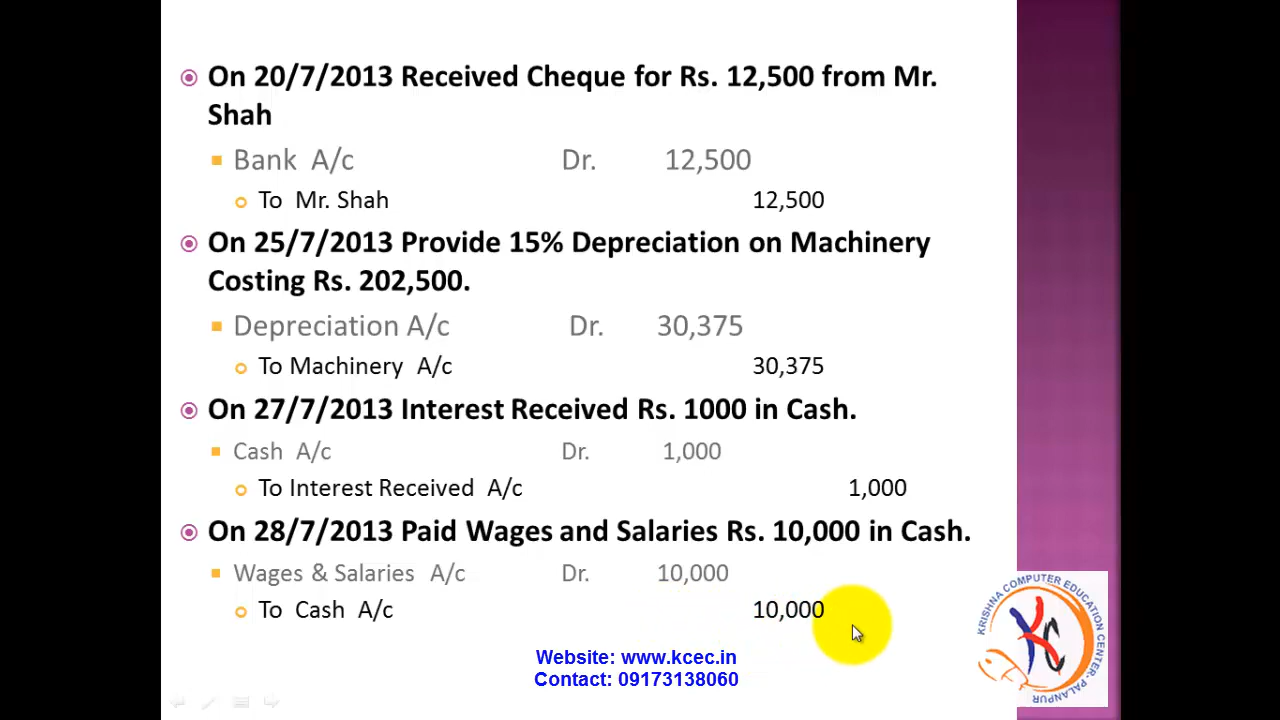 On 20/7/2013 Received Cheque for Rs. 12,500 from Mr.
Shah
Bank A/c Dr. 12,500
To Mr. Shah 12,500
On 25/7/2013 Provide 15% Depreciation on Machinery
Costing Rs. 202,500.
Depreciation A/c Dr. 30,375
To Machinery A/c 30,375
On 27/7/2013 Interest Received Rs. 1000 in Cash.
Cash A/c Dr. 1,000
To Interest Received A/c 1,000
On 28/7/2013 Paid Wages and Salaries Rs. 10,000 in Cash.
Wages & Salaries A/c Dr. 10,000
To Cash A/c 10,000
Website: www.kcec.in
Contact: 09173138060
KRISHNA COMPUTER EDUCATION CENTER-PALANPUR
KC